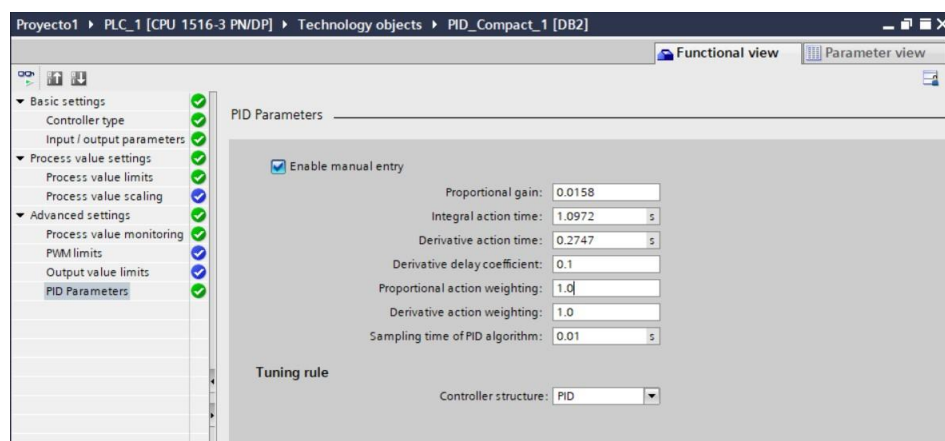 Proyecto1 ▸ PLC_1 [CPU 1516-3 PN/DP] ▸ Technology objects ▸ PID_Compact_1 [DB2]
Functional view Parameter view
Basic settings
Controller type
Input / output parameters
Process value settings
Process value limits
Process value scaling
Advanced settings
Process value monitoring
PWM limits
Output value limits
PID Parameters
PID Parameters
Enable manual entry
Proportional gain: 0.0158
Integral action time: 1.0972 s
Derivative action time: 0.2747 s
Derivative delay coefficient: 0.1
Proportional action weighting: 1.0
Derivative action weighting: 1.0
Sampling time of PID algorithm: 0.01 s
Tuning rule
Controller structure: PID